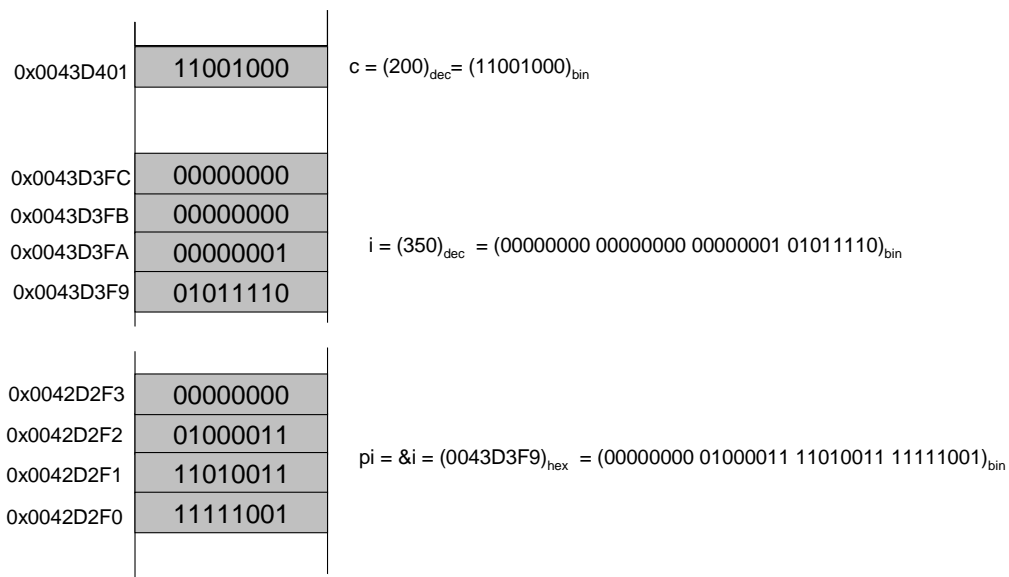 0x0043D401 11001000 c = (200)dec= (11001000)bin
0x0043D3FC 00000000
0x0043D3FB 00000000
0x0043D3FA 00000001
i = (350)dec = (00000000 00000000 00000001 01011110)bin
0x0043D3F9 01011110
0x0042D2F3 00000000
0x0042D2F2 01000011
pi = &i = (0043D3F9)hex = (00000000 01000011 11010011 11111001)bin
0x0042D2F1 11010011
0x0042D2F0 11111001